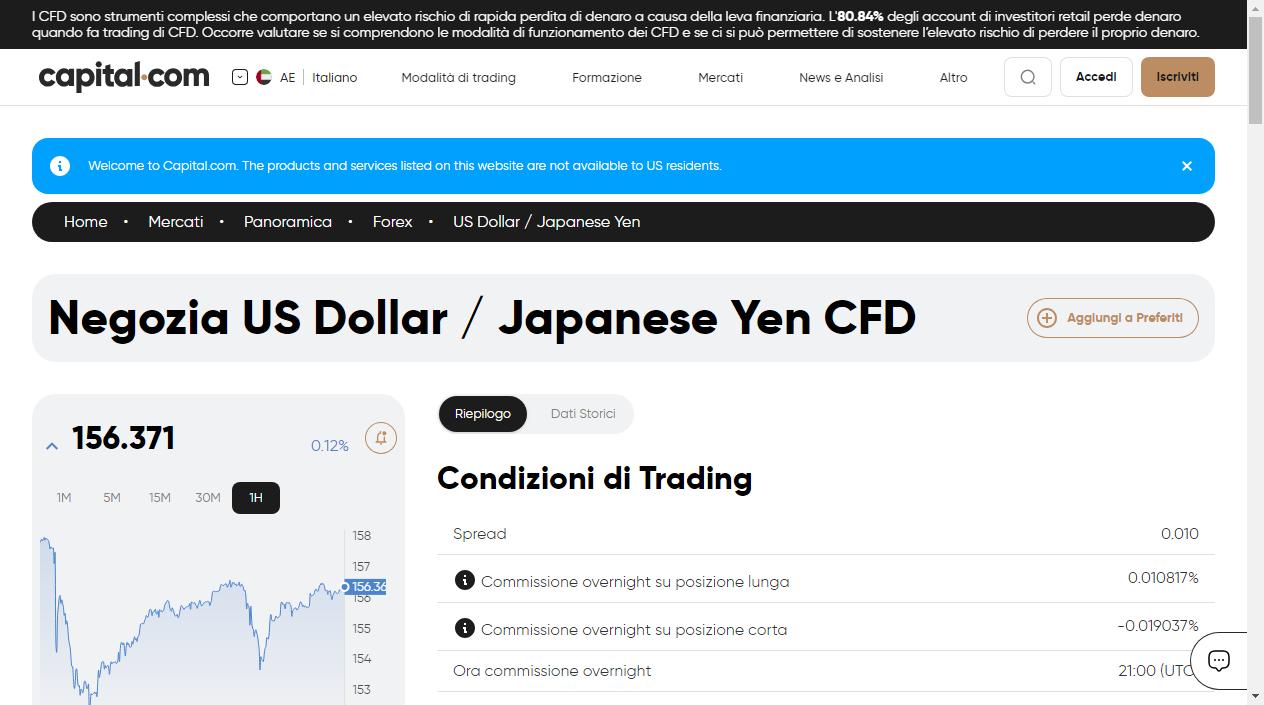 I CFD sono strumenti complessi che comportano un elevato rischio di rapida perdita di denaro a causa della leva finanziaria. L'80.84% degli account di investitori retail perde denaro
quando fa trading di CFD. Occorre valutare se si comprendono le modalità di funzionamento dei CFD e se ci si può permettere di sostenere l'elevato rischio di perdere il proprio denaro.
capital.com AE Italiano Modalità di trading Formazione Mercati News e Analisi Altro Accedi Iscriviti
Welcome to Capital.com. The products and services listed on this website are not available to US residents.
Home • Mercati • Panoramica • Forex • US Dollar / Japanese Yen
Negozia US Dollar / Japanese Yen CFD
Aggiungi a Preferiti
156.371 0.12%
1M 5M 15M 30M 1H
158
157
156.36
156
155
154
153
Riepilogo Dati Storici
Condizioni di Trading
Spread 0.010
Commissione overnight su posizione lunga 0.010817%
Commissione overnight su posizione corta -0.019037%
Ora commissione overnight 21:00 (UTC